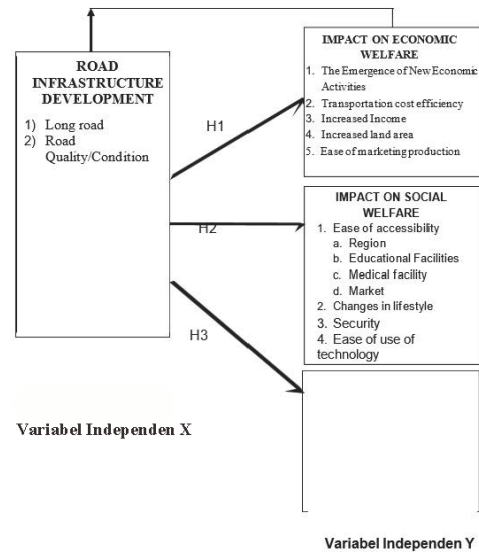 ROAD
INFRASTRUCTURE
DEVELOPMENT
1) Long road
2) Road
Quality/Condition
H1
H2
H3
IMPACT ON ECONOMIC
WELFARE
1. The Emergence of New Economic
Activities
2. Transportation cost efficiency
3. Increased Income
4. Increased land area
5. Ease of marketing production
IMPACT ON SOCIAL
WELFARE
1. Ease of accessibility
a. Region
b. Educational Facilities
c. Medical facility
d. Market
2. Changes in lifestyle
3. Security
4. Ease of use of
technology
Variabel Independen X
Variabel Independen Y